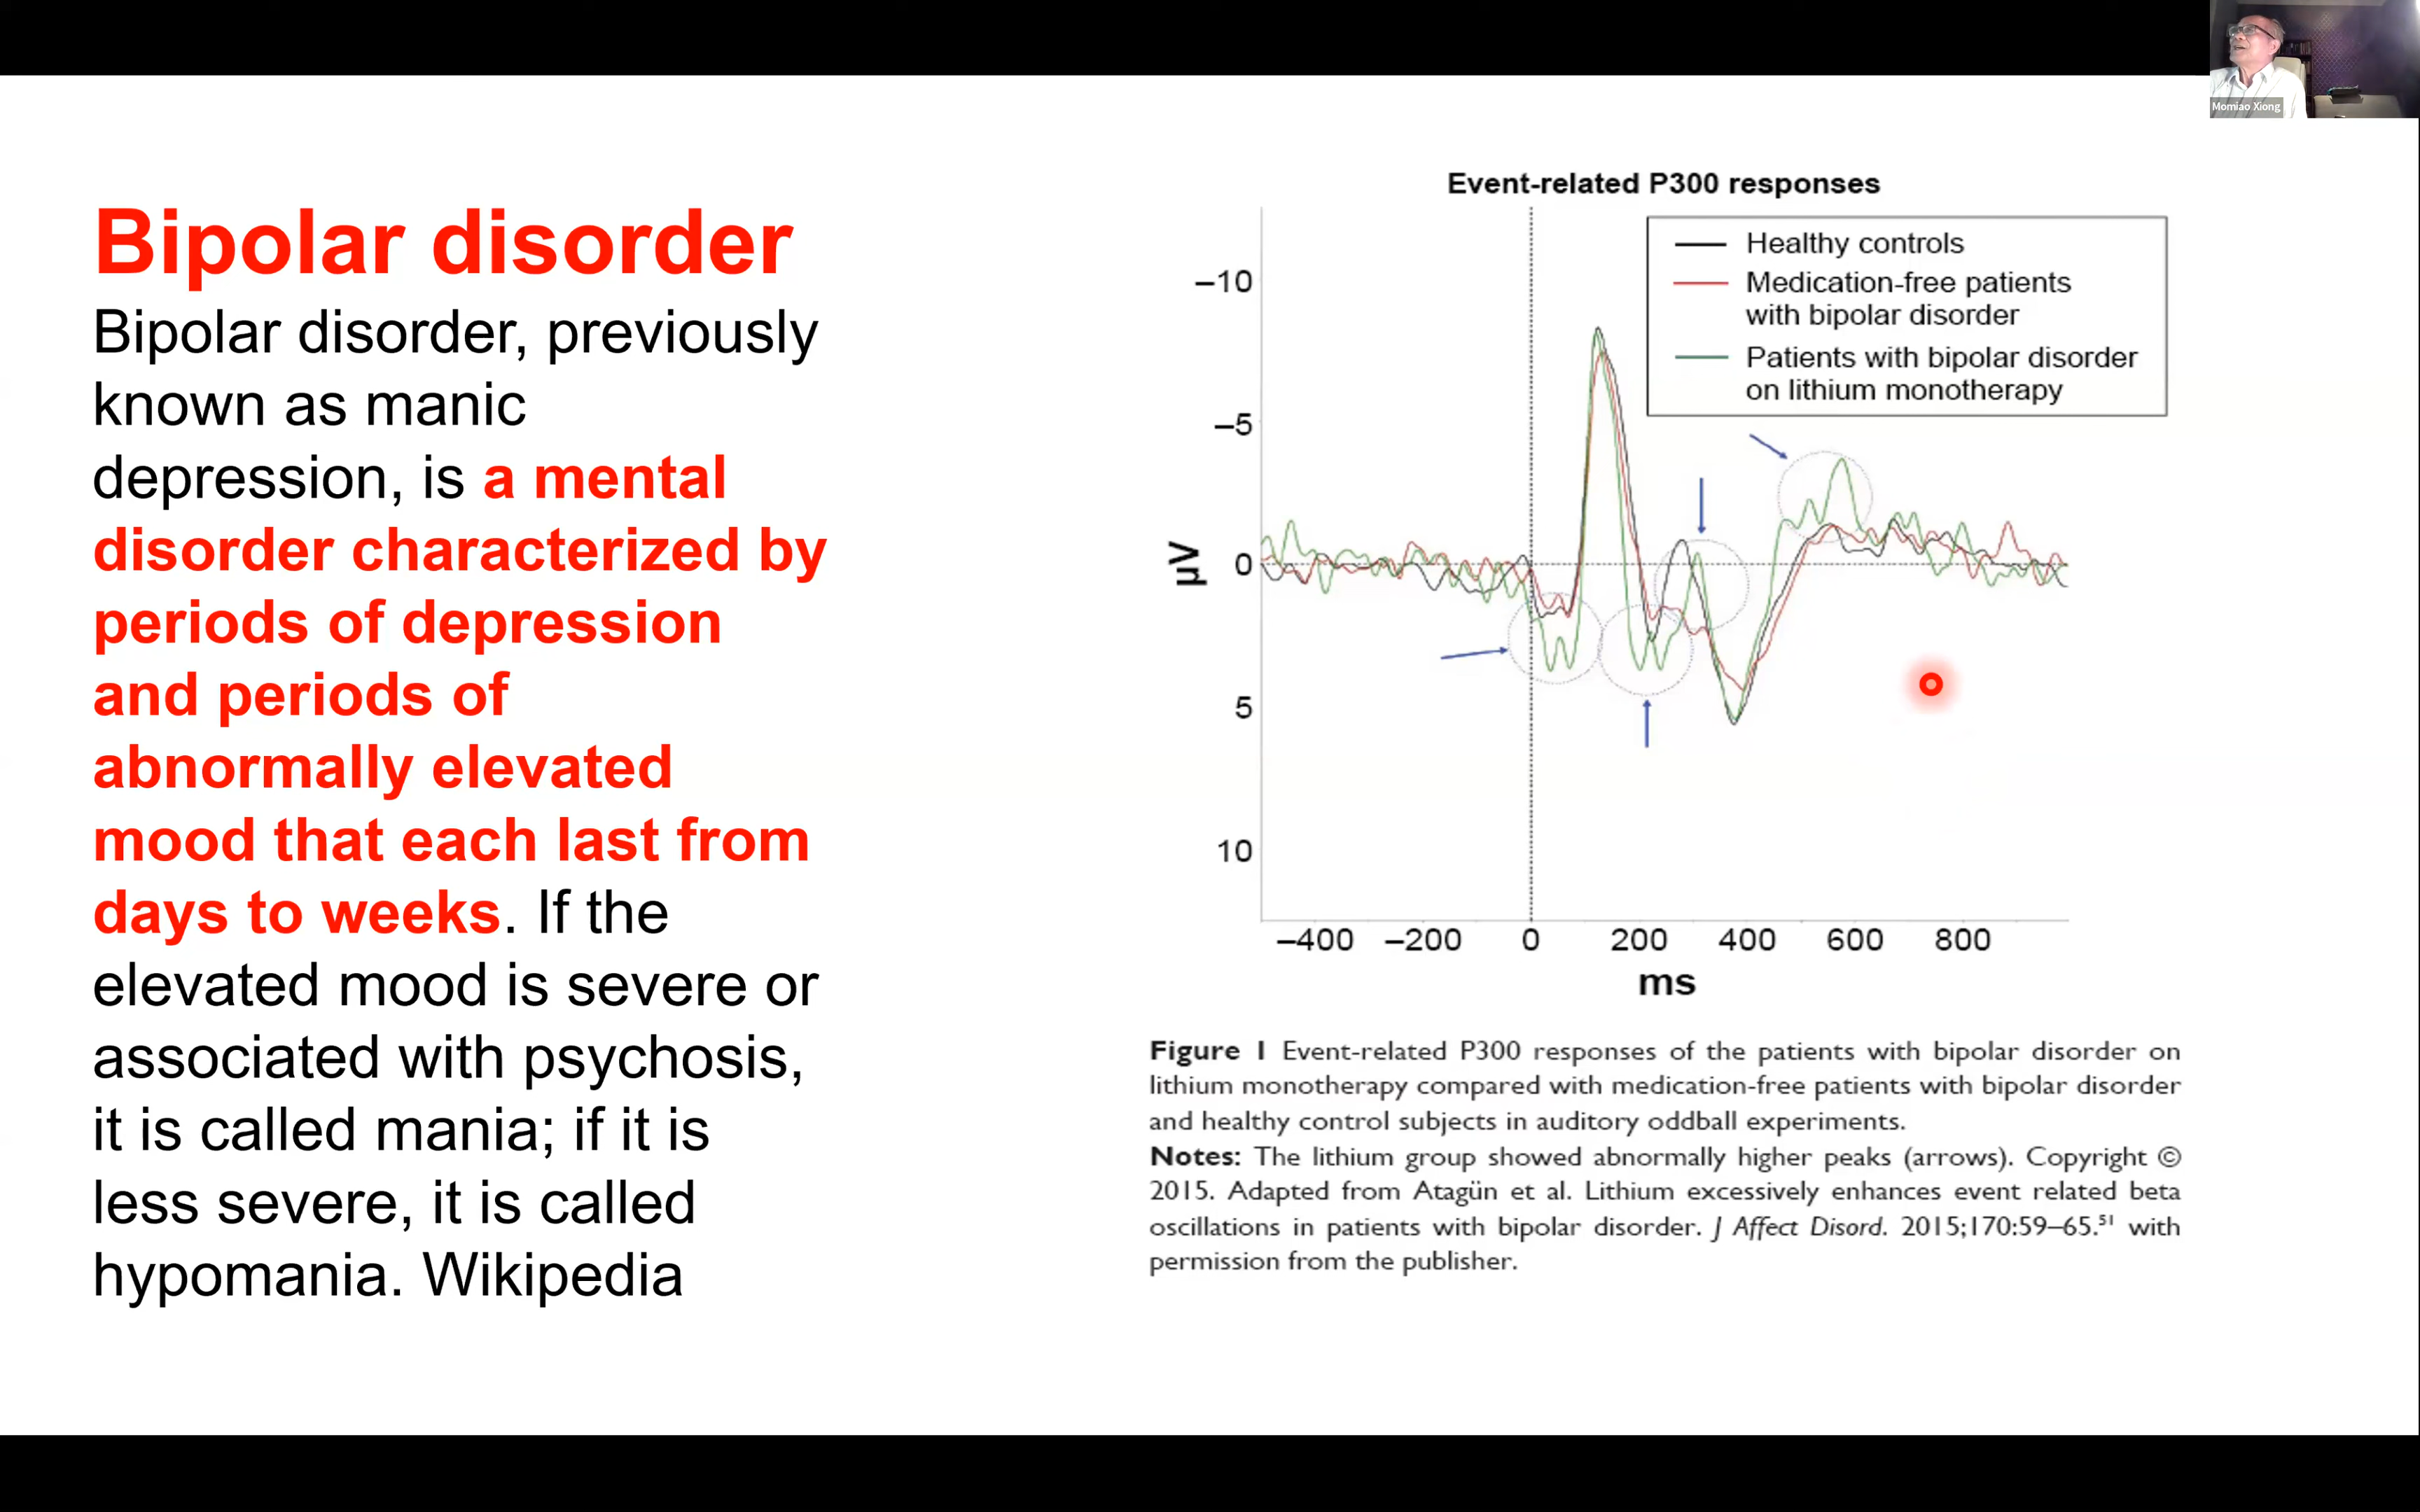 Momiao Xiong
Bipolar disorder
Bipolar disorder, previously
known as manic
depression, is a mental
disorder characterized by
periods of depression
and periods of
abnormally elevated
mood that each last from
days to weeks. If the
elevated mood is severe or
associated with psychosis,
it is called mania; if it is
less severe, it is called
hypomania. Wikipedia
Event-related P300 responses
Healthy controls
Medication-free patients
with bipolar disorder
Patients with bipolar disorder
on lithium monotherapy
–10
–5
0
5
10
µV
–400 –200 0 200 400 600 800
ms
Figure 1 Event-related P300 responses of the patients with bipolar disorder on
lithium monotherapy compared with medication-free patients with bipolar disorder
and healthy control subjects in auditory oddball experiments.
Notes: The lithium group showed abnormally higher peaks (arrows). Copyright ©
2015. Adapted from Atagün et al. Lithium excessively enhances event related beta
oscillations in patients with bipolar disorder. J Affect Disord. 2015;170:59–65.⁵¹ with
permission from the publisher.